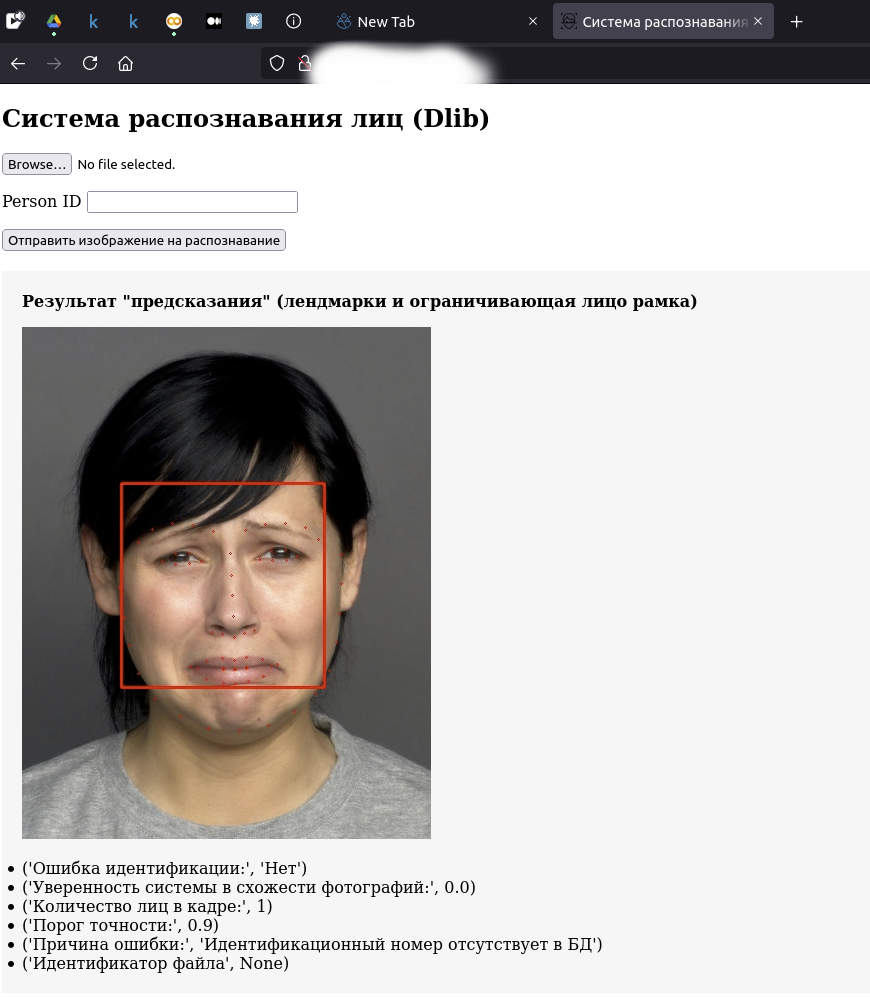 New Tab
Система распознавания
Система распознавания лиц (Dlib)
Browse… No file selected.
Person ID
Отправить изображение на распознавание
Результат "предсказания" (лендмарки и ограничивающая лицо рамка)
('Ошибка идентификации:', 'Нет')
('Уверенность системы в схожести фотографий:', 0.0)
('Количество лиц в кадре:', 1)
('Порог точности:', 0.9)
('Причина ошибки:', 'Идентификационный номер отсутствует в БД')
('Идентификатор файла', None)